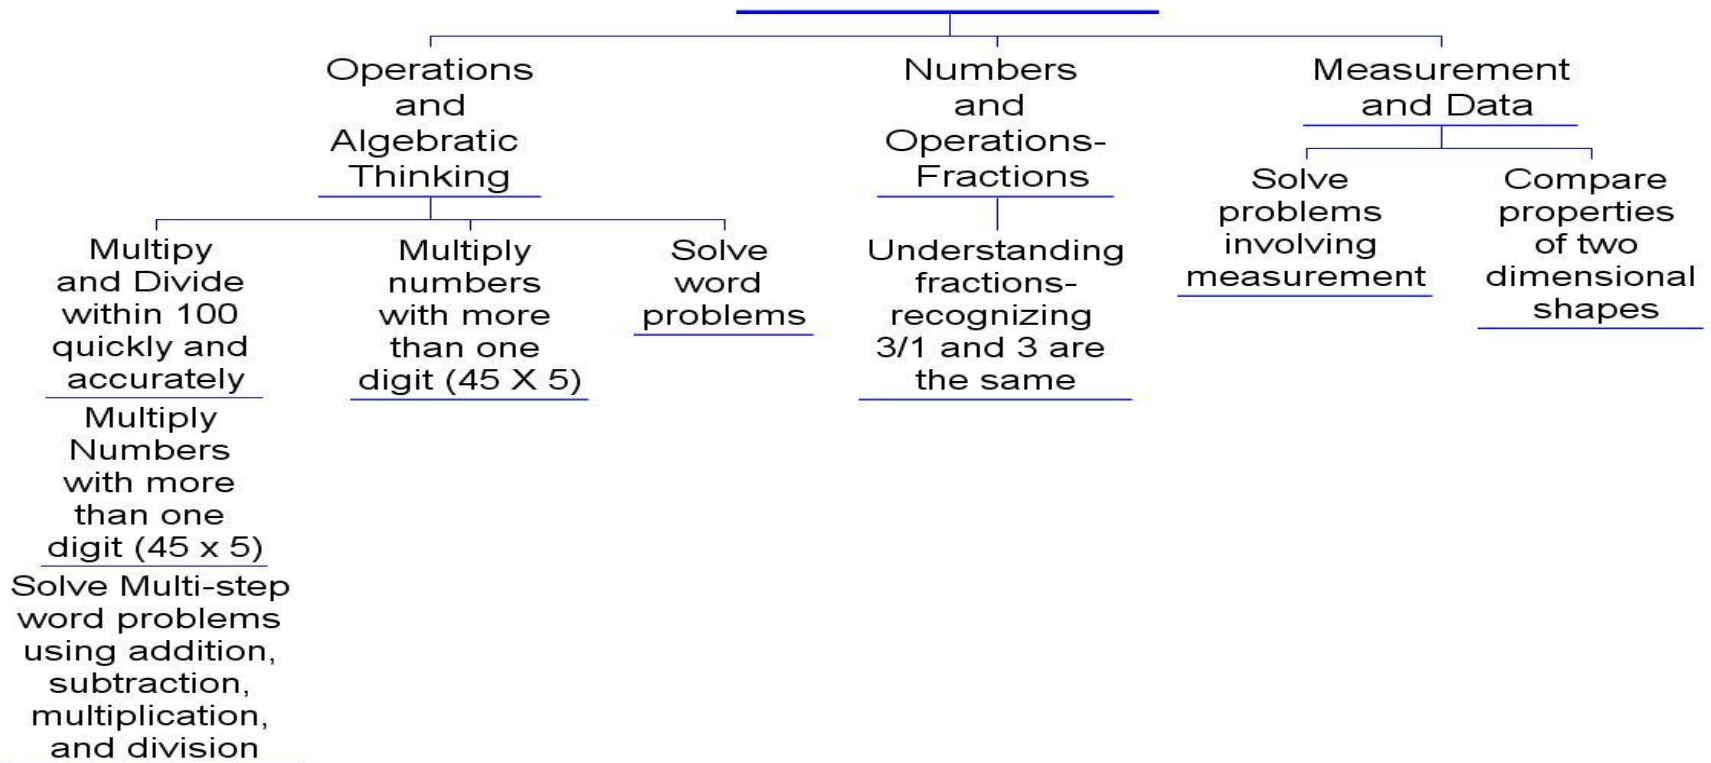 Operations
and
Algebratic
Thinking
Numbers
and
Operations-
Fractions
Measurement
and Data
Multipy
and Divide
within 100
quickly and
accurately
Multiply
Numbers
with more
than one
digit (45 x 5)
Solve Multi-step
word problems
using addition,
subtraction,
multiplication,
and division
Multiply
numbers
with more
than one
digit (45 X 5)
Solve
word
problems
Understanding
fractions-
recognizing
3/1 and 3 are
the same
Solve
problems
involving
measurement
Compare
properties
of two
dimensional
shapes